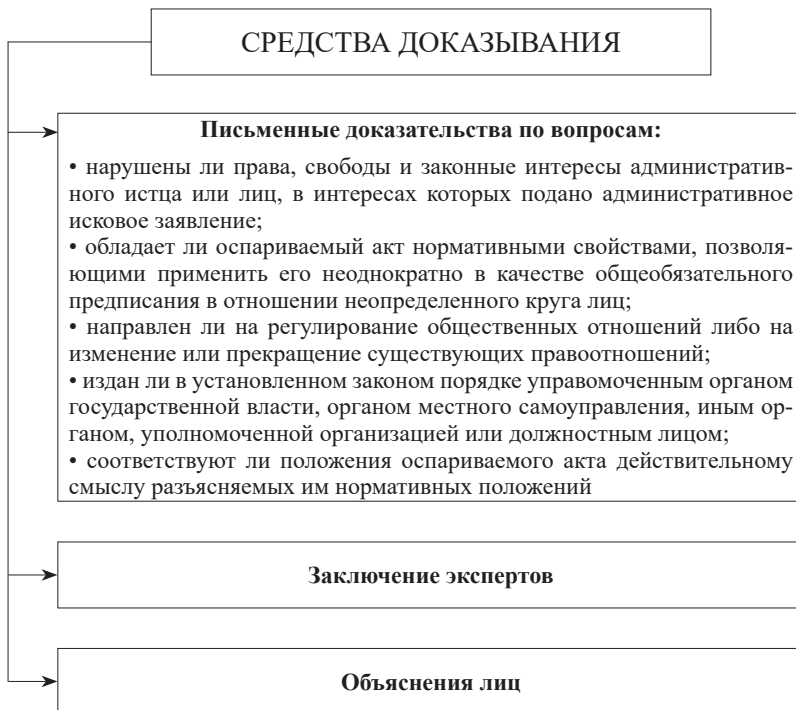 СРЕДСТВА ДОКАЗЫВАНИЯ
Письменные доказательства по вопросам:
• нарушены ли права, свободы и законные интересы административ-
ного истца или лиц, в интересах которых подано административное
исковое заявление;
• обладает ли оспариваемый акт нормативными свойствами, позволя-
ющими применить его неоднократно в качестве общеобязательного
предписания в отношении неопределенного круга лиц;
• направлен ли на регулирование общественных отношений либо на
изменение или прекращение существующих правоотношений;
• издан ли в установленном законом порядке управомоченным органом
государственной власти, органом местного самоуправления, иным ор-
ганом, уполномоченной организацией или должностным лицом;
• соответствуют ли положения оспариваемого акта действительному
смыслу разъясняемых им нормативных положений
Заключение экспертов
Объяснения лиц